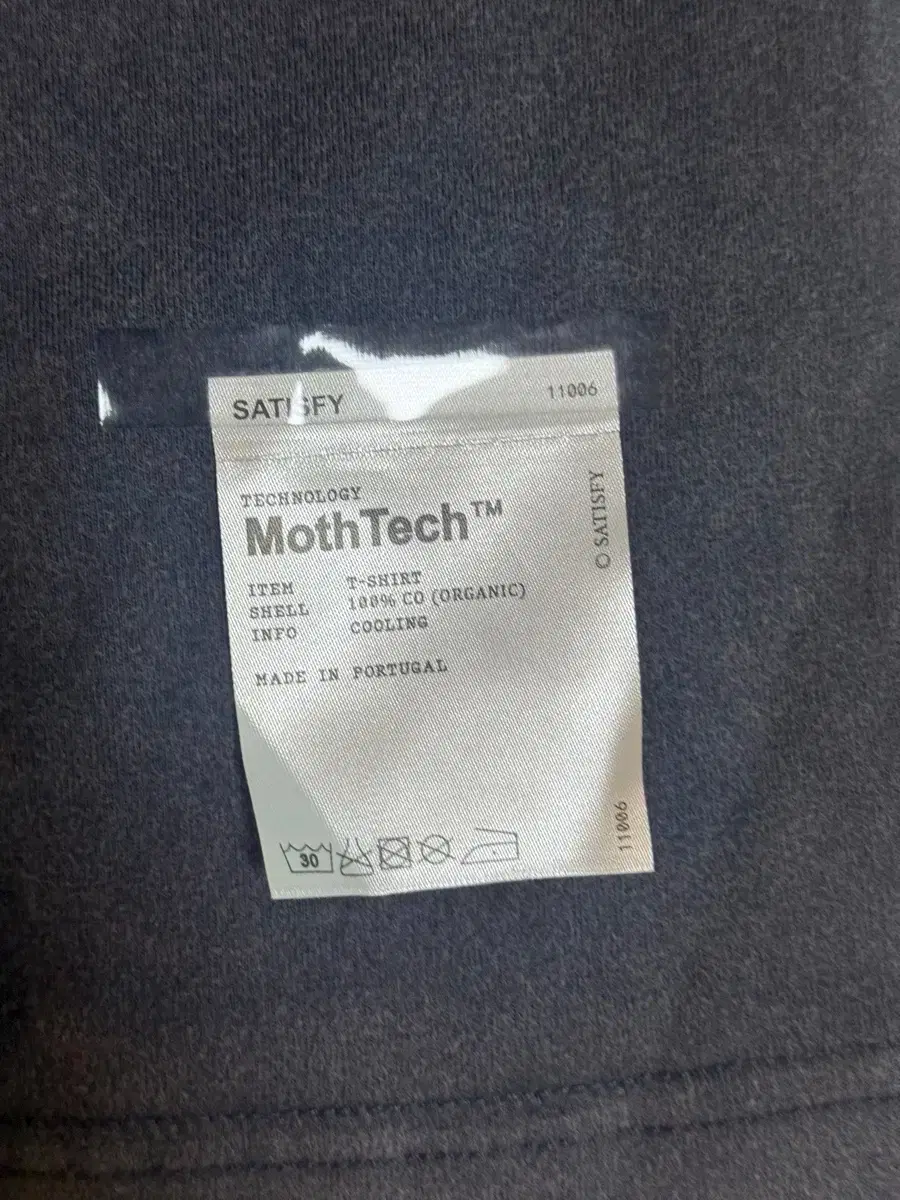 SATISFY
11006
TECHNOLOGY
MothTech™
ITEM T-SHIRT
SHELL 100% CO (ORGANIC)
INFO COOLING
MADE IN PORTUGAL
SATISFY
30
11006